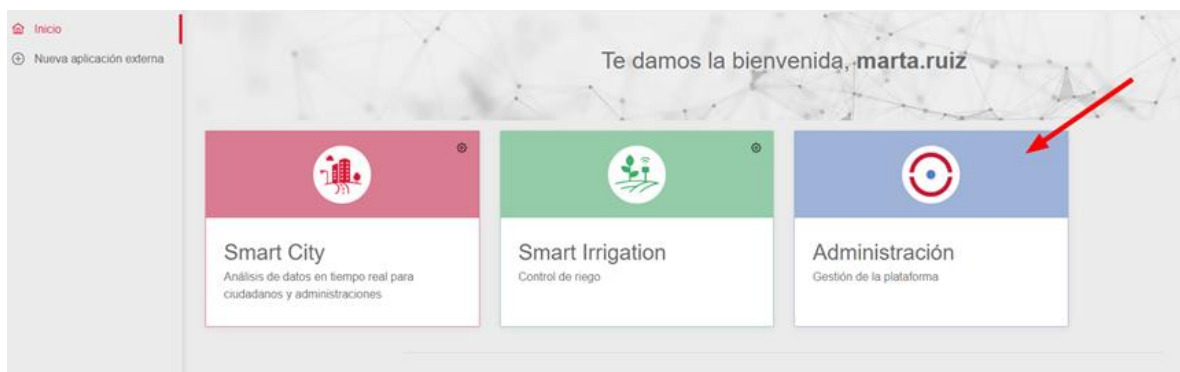 Inicio
Nueva aplicación externa
Te damos la bienvenida, marta.ruiz
Smart City
Análisis de datos en tiempo real para
ciudadanos y administraciones
Smart Irrigation
Control de riego
Administración
Gestión de la plataforma